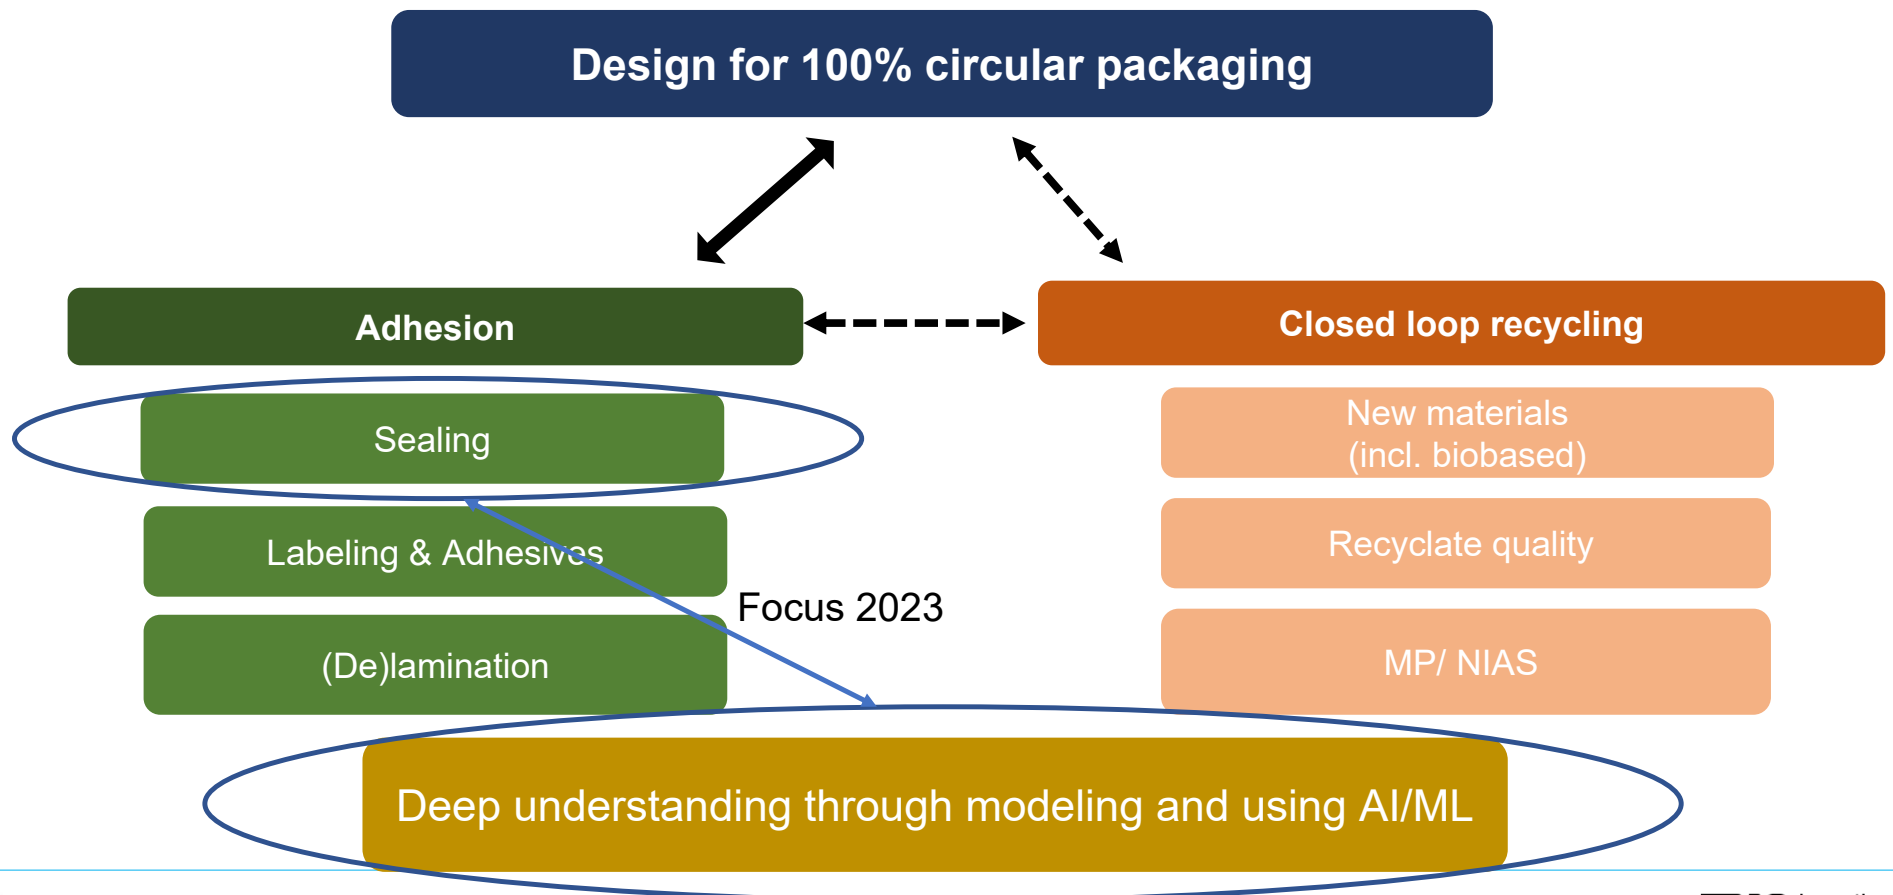 Design for 100% circular packaging
Adhesion
Closed loop recycling
Sealing
New materials
(incl. biobased)
Labeling & Adhesives
Recyclate quality
Focus 2023
(De)lamination
MP/ NIAS
Deep understanding through modeling and using AI/ML